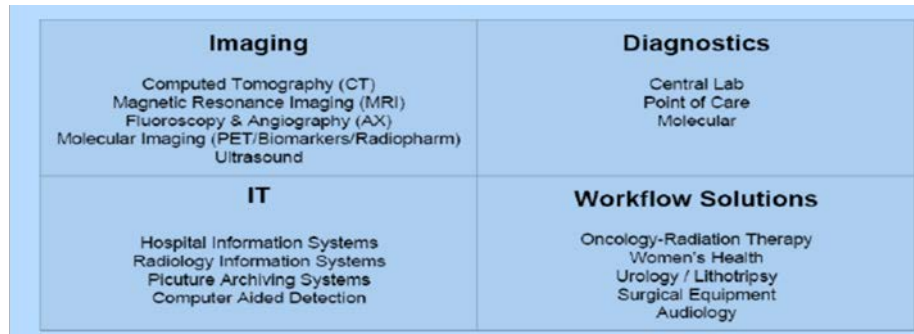 Imaging
Computed Tomography (CT)
Magnetic Resonance Imaging (MRI)
Fluoroscopy & Angiography (AX)
Molecular Imaging (PET/Biomarkers/Radiopharm)
Ultrasound
Diagnostics
Central Lab
Point of Care
Molecular
IT
Hospital Information Systems
Radiology Information Systems
Picuture Archiving Systems
Computer Aided Detection
Workflow Solutions
Oncology-Radiation Therapy
Women's Health
Urology / Lithotripsy
Surgical Equipment
Audiology